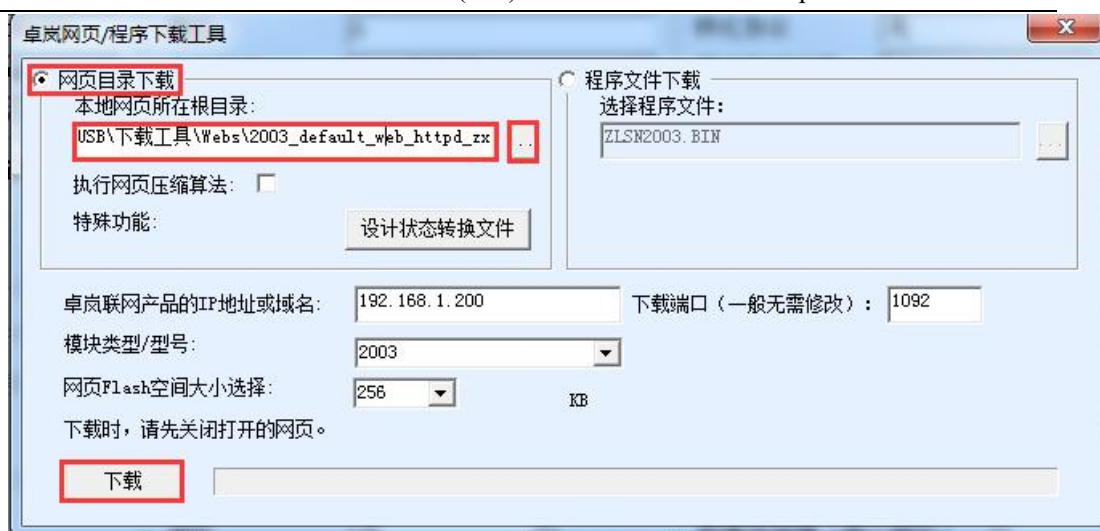 卓岚网页/程序下载工具
网页目录下载
本地网页所在根目录:
USB\下载工具\Webs\2003_default_web_httpd_zx
..
执行网页压缩算法:
特殊功能:
设计状态转换文件
程序文件下载
选择程序文件:
ZLSN2003.BIN
...
卓岚联网产品的IP地址或域名:
192.168.1.200
下载端口（一般无需修改）:
1092
模块类型/型号:
2003
网页Flash空间大小选择:
256
KB
下载时，请先关闭打开的网页。
下载